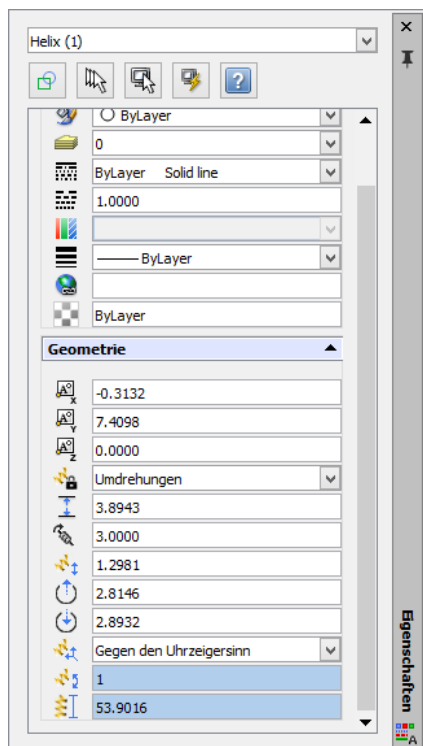 Helix (1)
ByLayer
0
ByLayer Solid line
1.0000
ByLayer
ByLayer
Geometrie
-0.3132
7.4098
0.0000
Umdrehungen
3.8943
3.0000
1.2981
2.8146
2.8932
Gegen den Uhrzeigersinn
1
53.9016
Eigenschaften